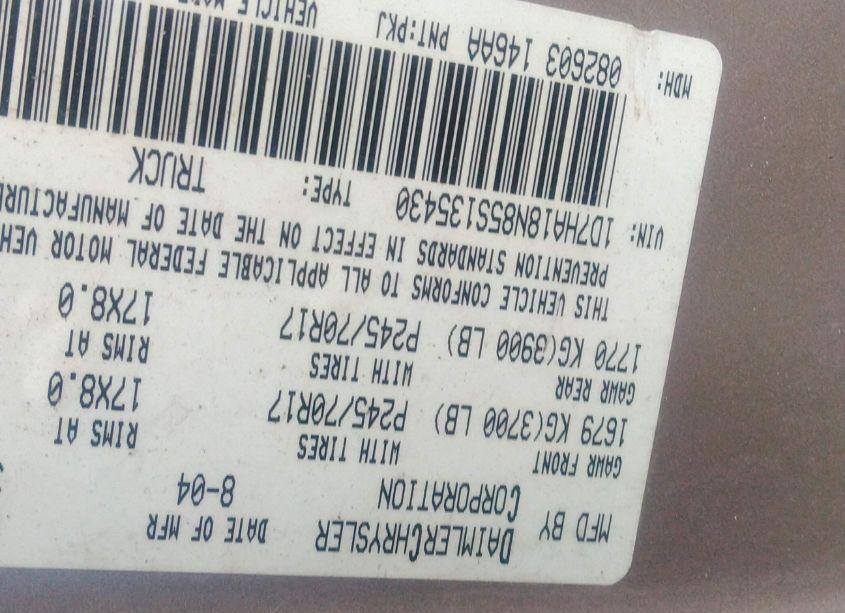 MFD BY DAIMLERCHRYSLER CORPORATION DATE OF MFR 8-04
GAWR FRONT WITH TIRES RIMS AT
1679 KG(3700 LB) P245/70R17 17X8.0
GAWR REAR WITH TIRES RIMS AT
1770 KG(3900 LB) P245/70R17 17X8.0
THIS VEHICLE CONFORMS TO ALL APPLICABLE FEDERAL MOTOR VEH
PREVENTION STANDARDS IN EFFECT ON THE DATE OF MANUFACTURE
VIN: 1D7HA18N85S135430 TYPE: TRUCK
MDH: 082603 146AA PNT:PKJ VEHICLE